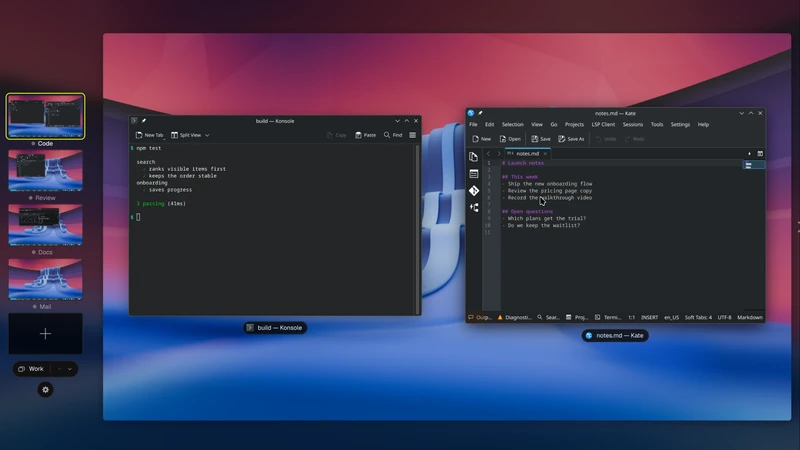 Code
Review
Docs
Mail
Work
build — Konsole
New Tab
Split View
Copy
Paste
Find
$ npm test
search
- ranks visible items first
- keeps the order stable
onboarding
- saves progress
3 passing (41ms)
$
build — Konsole
notes.md — Kate
File Edit Selection View Go Projects LSP Client Sessions Tools Settings Help
New Open Save Save As Undo Redo
notes.md
1 # Launch notes
2
3 ## This week
4 - Ship the new onboarding flow
5 - Review the pricing page copy
6 - Record the walkthrough video
7
8 ## Open questions
9 - Which plans get the trial?
10 - Do we keep the waitlist?
11
Outp... Diagnosti... Sear... Proj... Termi... 1:1 INSERT en_US Soft Tabs: 4 UTF-8 Markdown
notes.md — Kate